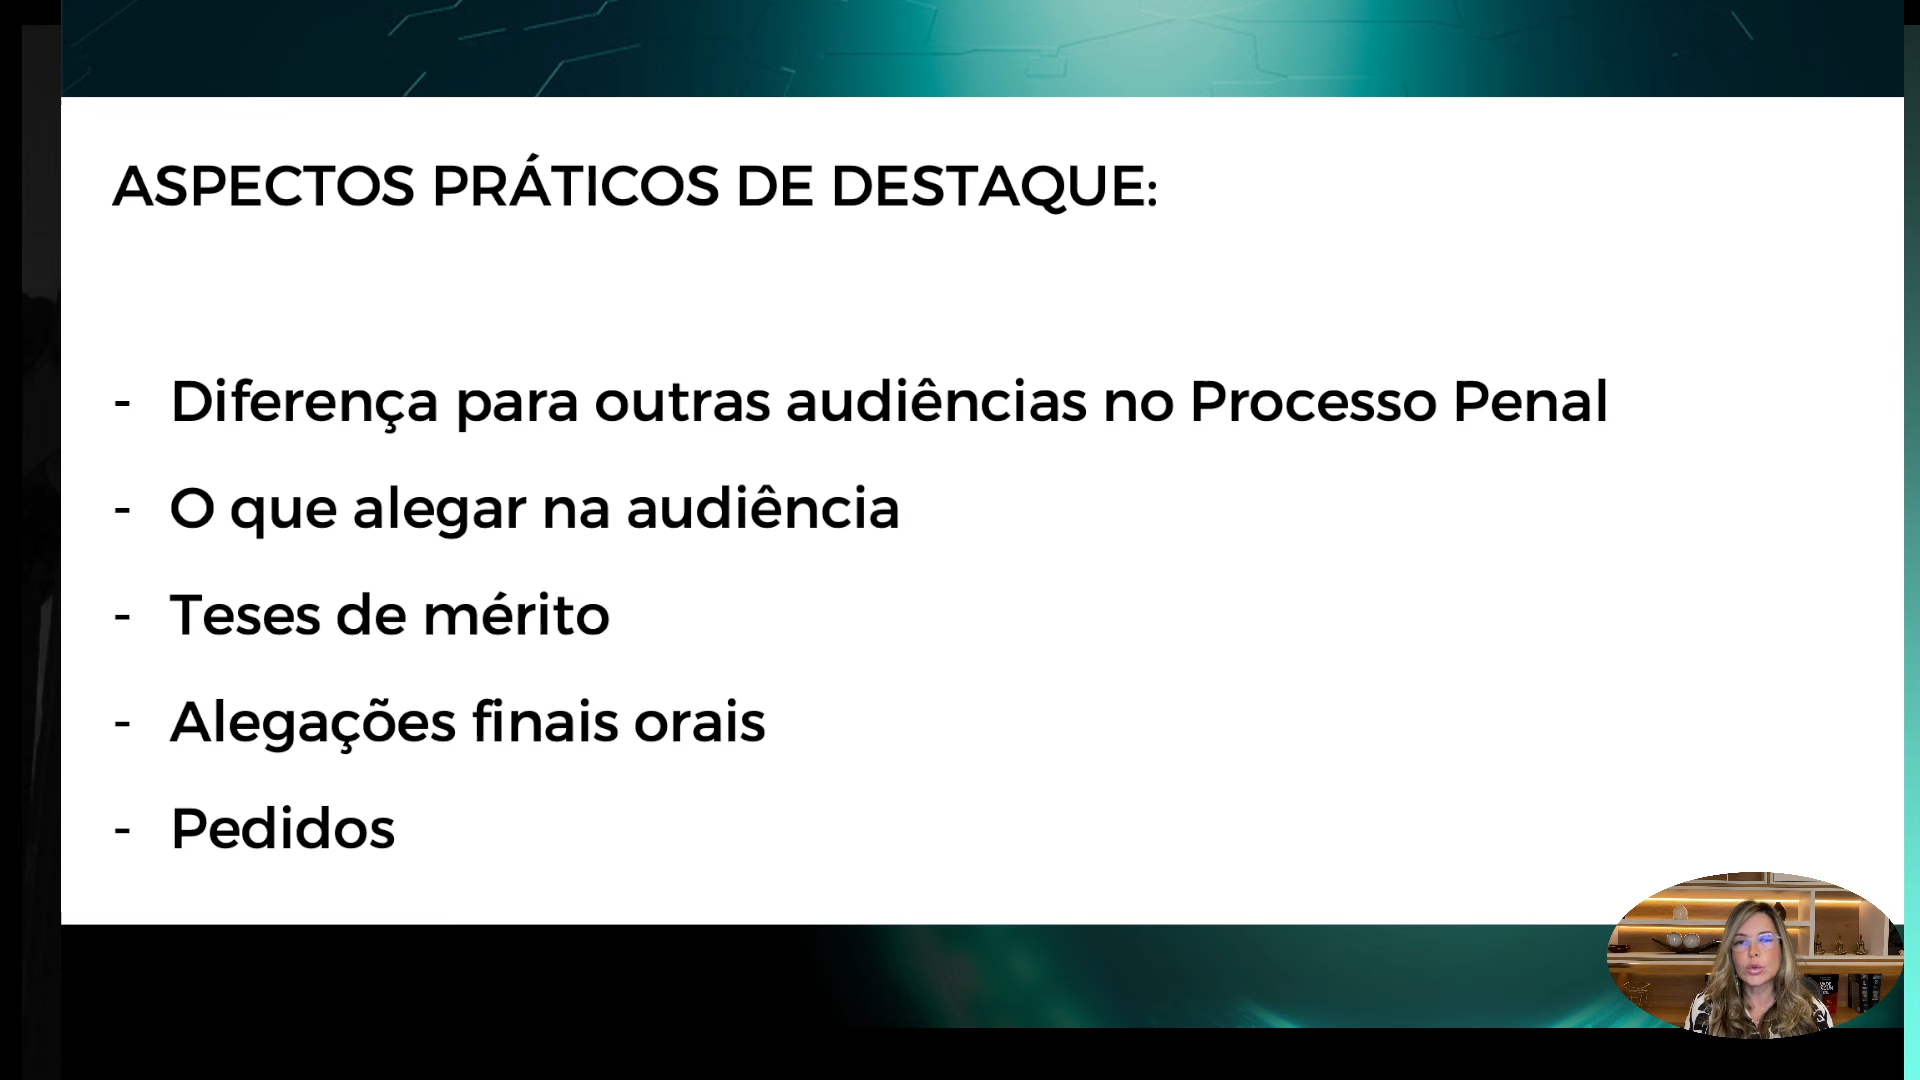 ASPECTOS PRÁTICOS DE DESTAQUE:
- Diferença para outras audiências no Processo Penal
- O que alegar na audiência
- Teses de mérito
- Alegações finais orais
- Pedidos